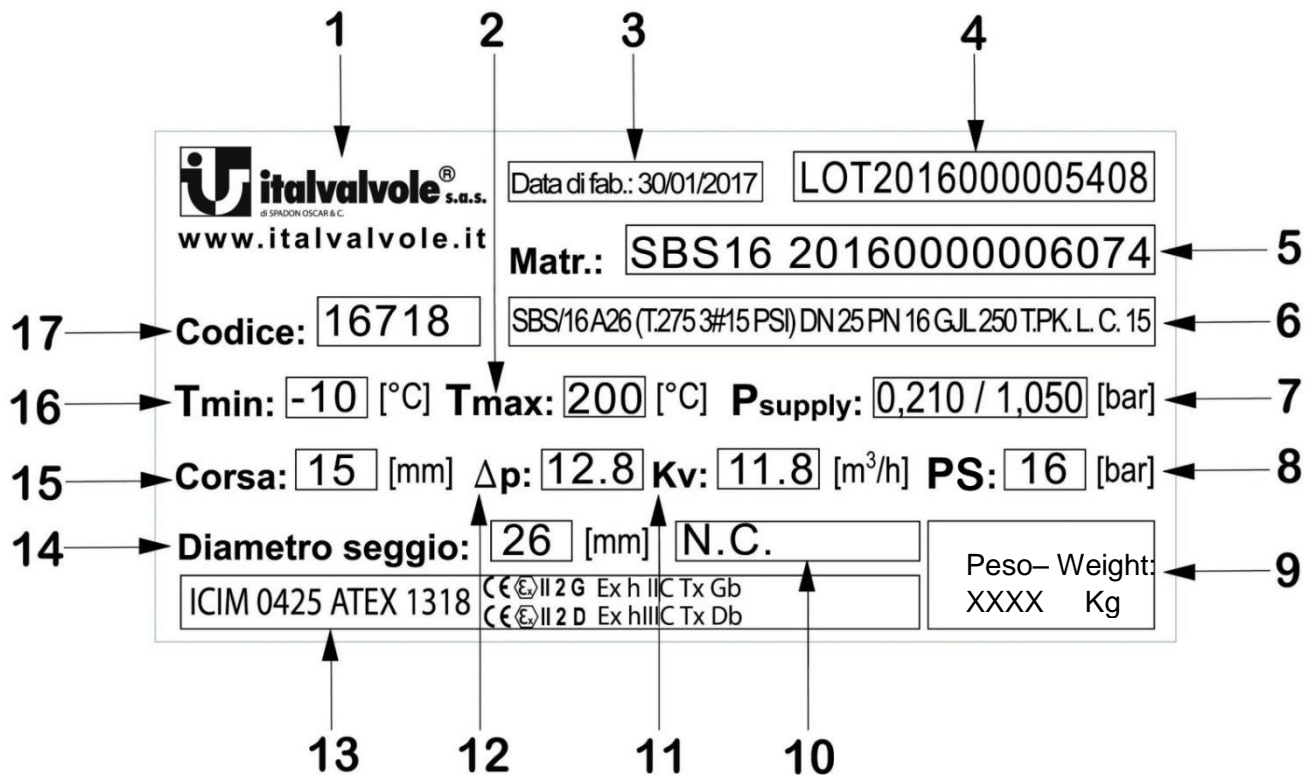 1 2 3 4
italvalvole® s.a.s.
di SPADON OSCAR & C.
www.italvalvole.it
Data di fab.: 30/01/2017
LOT2016000005408
Matr.: SBS16 20160000006074 5
17 Codice: 16718
SBS/16 A26 (T.275 3#15 PSI) DN 25 PN 16 GJL 250 T.PK. L. C. 15 6
16 Tmin: -10 [°C] Tmax: 200 [°C] Psupply: 0,210 / 1,050 [bar] 7
15 Corsa: 15 [mm] Δp: 12.8 Kv: 11.8 [m³/h] PS: 16 [bar] 8
14 Diametro seggio: 26 [mm] N.C.
Peso– Weight: 9
XXXX Kg
ICIM 0425 ATEX 1318
CE Ex II 2 G Ex h IIC Tx Gb
CE Ex II 2 D Ex hIIIC Tx Db
13 12 11 10